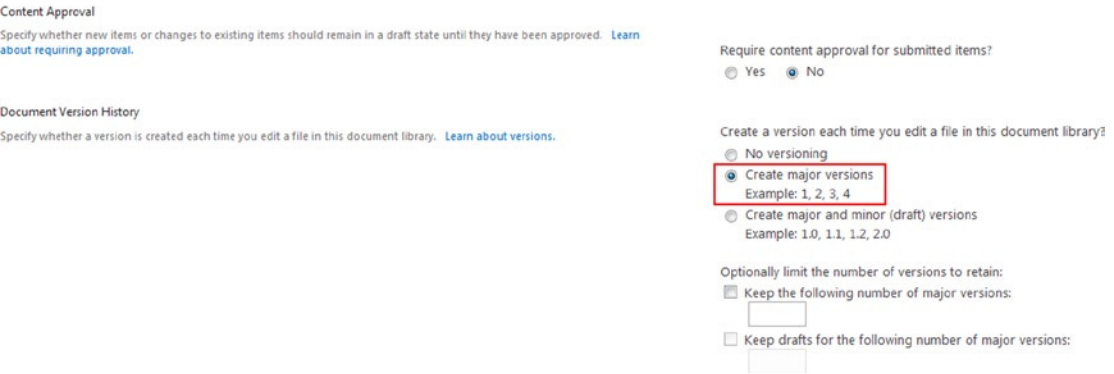 Content Approval
Specify whether new items or changes to existing items should remain in a draft state until they have been approved. Learn
about requiring approval.
Require content approval for submitted items?
Yes No
Document Version History
Specify whether a version is created each time you edit a file in this document library. Learn about versions.
Create a version each time you edit a file in this document library?
No versioning
Create major versions
Example: 1, 2, 3, 4
Create major and minor (draft) versions
Example: 1.0, 1.1, 1.2, 2.0
Optionally limit the number of versions to retain:
Keep the following number of major versions:
Keep drafts for the following number of major versions: